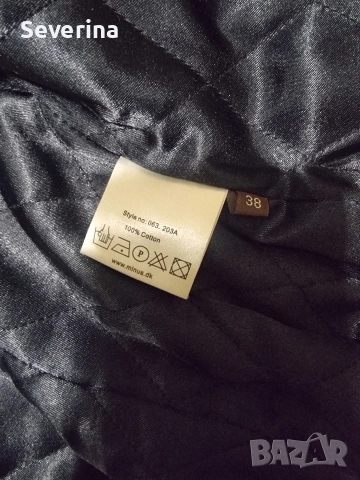 Severina
Style no: 063, 203A
100% Cotton
P
www.minus.dk
38
BAZAR